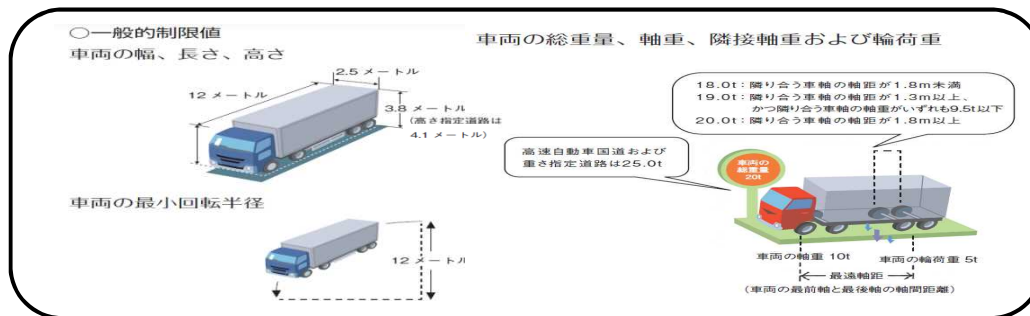 ○一般的制限値
車両の幅、長さ、高さ
2.5 メートル
12 メートル
3.8 メートル
(高さ指定道路は
4.1 メートル)
車両の最小回転半径
12 メートル
車両の総重量、軸重、隣接軸重および輪荷重
18.0t：隣り合う車軸の軸距が1.8m未満
19.0t：隣り合う車軸の軸距が1.3m以上、
かつ隣り合う車軸の軸重がいずれも9.5t以下
20.0t：隣り合う車軸の軸距が1.8m以上
高速自動車国道および
重さ指定道路は25.0t
車両の
総重量
20t
車両の軸重 10t
車両の輪荷重 5t
最遠軸距
(車両の最前軸と最後軸の軸間距離)